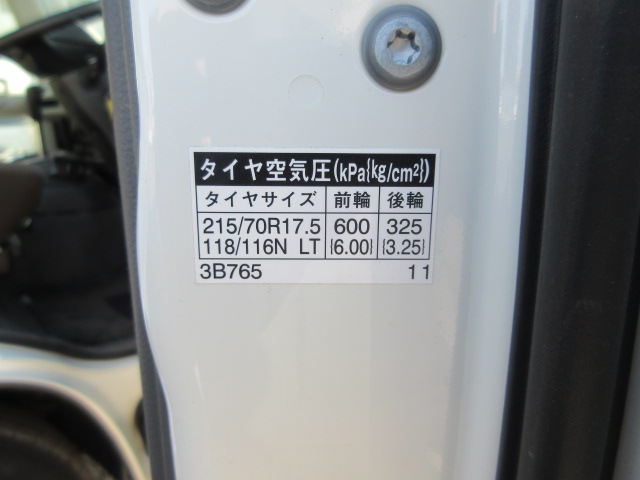 タイヤ空気圧(kPa{kg/cm²})
タイヤサイズ 前輪 後輪
215/70R17.5 600 325
118/116N LT {6.00} {3.25}
3B765 11